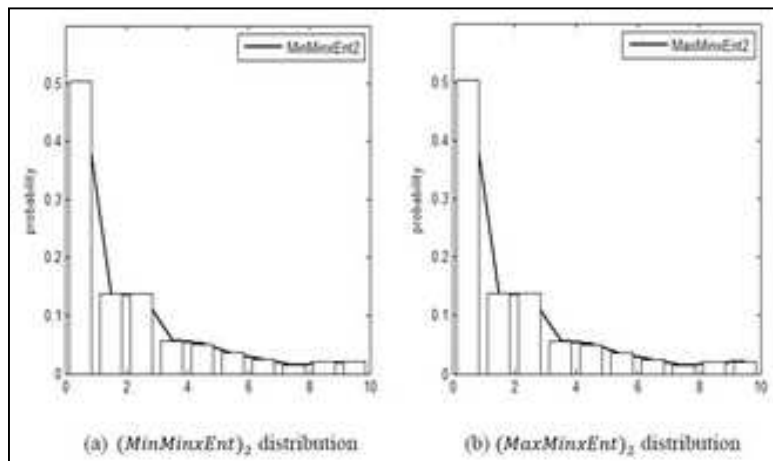 MinMinxEnt2
0.5
0.4
0.3
0.2
0.1
0
probability
0 2 4 6 8 10
(a) (MinMinxEnt)₂ distribution
MaxMinxEnt2
0.5
0.4
0.3
0.2
0.1
0
probability
0 2 4 6 8 10
(b) (MaxMinxEnt)₂ distribution